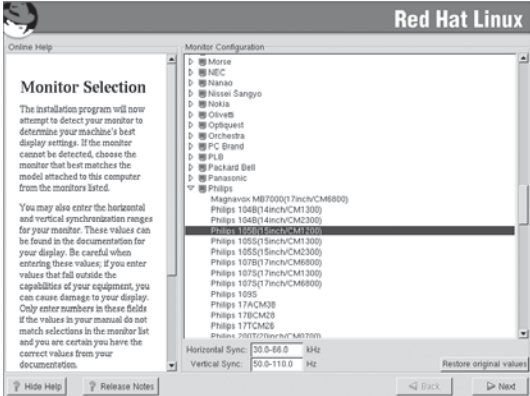 Red Hat Linux
Online Help
Monitor Selection
The installation program will now
attempt to detect your monitor to
determine your machine's best
display settings. If the monitor
cannot be detected, choose the
monitor that best matches the
model attached to this computer
from the monitors listed.
You may also enter the horizontal
and vertical synchronization ranges
for your monitor. These values can
be found in the documentation for
your display. Be careful when
entering these values; if you enter
values that fall outside the
capabilities of your equipment, you
can cause damage to your display.
Only enter numbers in these fields
if the values in your manual do not
match selections in the monitor list
and you are certain you have the
correct values from your
documentation.
Monitor Configuration
Morse
NEC
Nanao
Nissei Sangyo
Nokia
Olivetti
Optiquest
Orchestra
PC Brand
PLB
Packard Bell
Panasonic
Philips
Magnavox MB7000(17inch/CM6800)
Philips 104B(14inch/CM1300)
Philips 104B(14inch/CM2300)
Philips 105B(15inch/CM1200)
Philips 105S(15inch/CM1300)
Philips 105S(15inch/CM2300)
Philips 107B(17inch/CM6800)
Philips 107S(17inch/CM1300)
Philips 107S(17inch/CM6800)
Philips 109S
Philips 17ACM38
Philips 17BCM28
Philips 17TCM26
Philips 200T(20inch/CM0700)
Horizontal Sync: 30.0-66.0 kHz
Vertical Sync: 50.0-110.0 Hz
Restore original values
Hide Help
Release Notes
Back
Next